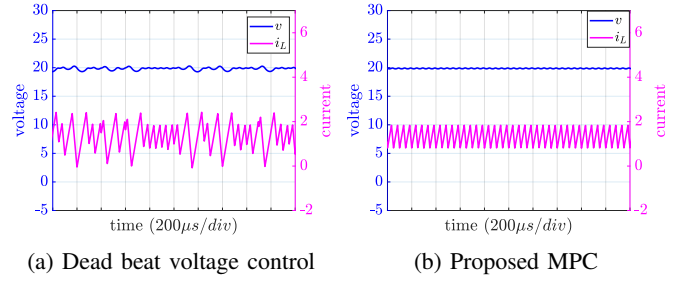 30
25
20
15
10
5
0
-5
voltage
6
4
2
0
-2
current
v
i_L
time (200μs/div)
(a) Dead beat voltage control
30
25
20
15
10
5
0
-5
voltage
6
4
2
0
-2
current
v
i_L
time (200μs/div)
(b) Proposed MPC